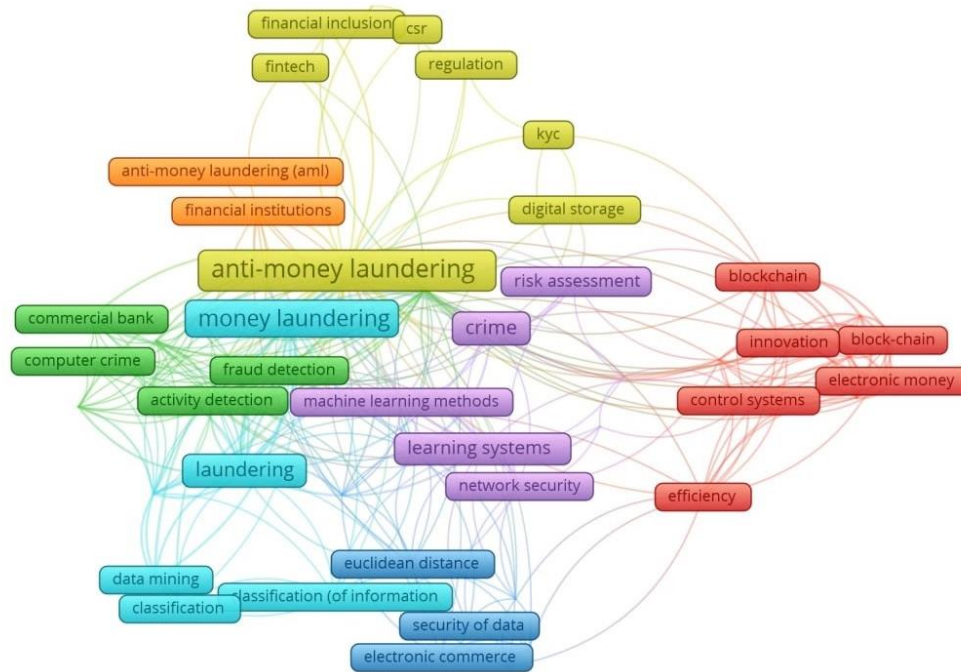 financial inclusion
csr
fintech
regulation
kyc
anti-money laundering (aml)
financial institutions
digital storage
anti-money laundering
risk assessment
blockchain
commercial bank
money laundering
crime
innovation
block-chain
computer crime
fraud detection
electronic money
activity detection
machine learning methods
control systems
learning systems
laundering
network security
efficiency
euclidean distance
data mining
classification
classification (of information
security of data
electronic commerce